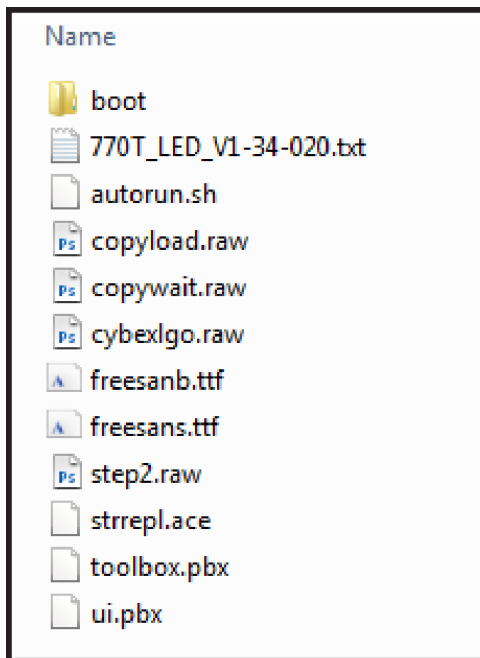 Name
boot
770T_LED_V1-34-020.txt
autorun.sh
copyload.raw
copywait.raw
cybexlgo.raw
freesanb.ttf
freesans.ttf
step2.raw
strrepl.ace
toolbox.pbx
ui.pbx